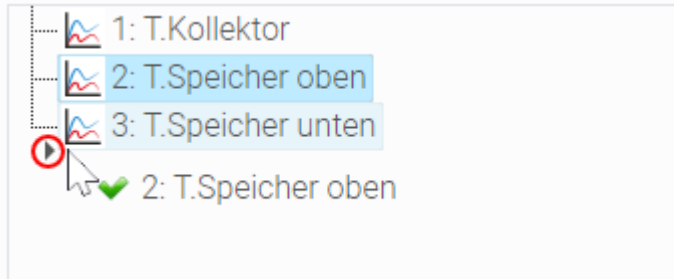 1: T.Kollektor
2: T.Speicher oben
3: T.Speicher unten
2: T.Speicher oben